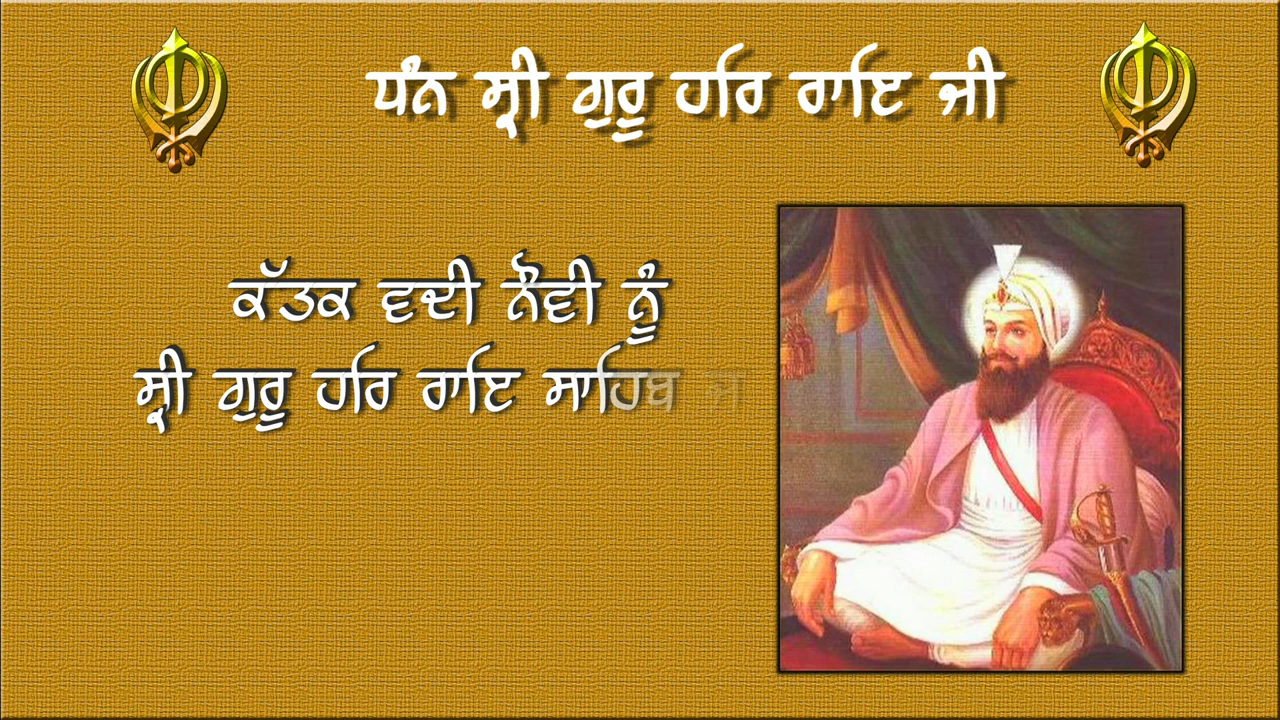 ਧੰਨ ਸ੍ਰੀ ਗੁਰੂ ਹਰਿ ਰਾਇ ਜੀ
ਕੱਤਕ ਵਦੀ ਨੌਵੀ ਨੂੰ
ਸ੍ਰੀ ਗੁਰੂ ਹਰਿ ਰਾਇ ਸਾਹਿਬ